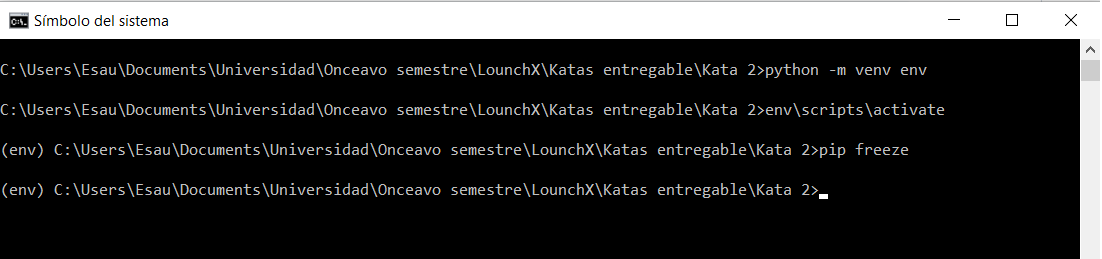 Símbolo del sistema
C:\Users\Esau\Documents\Universidad\Onceavo semestre\LounchX\Katas entregable\Kata 2>python -m venv env
C:\Users\Esau\Documents\Universidad\Onceavo semestre\LounchX\Katas entregable\Kata 2>env\scripts\activate
(env) C:\Users\Esau\Documents\Universidad\Onceavo semestre\LounchX\Katas entregable\Kata 2>pip freeze
(env) C:\Users\Esau\Documents\Universidad\Onceavo semestre\LounchX\Katas entregable\Kata 2>